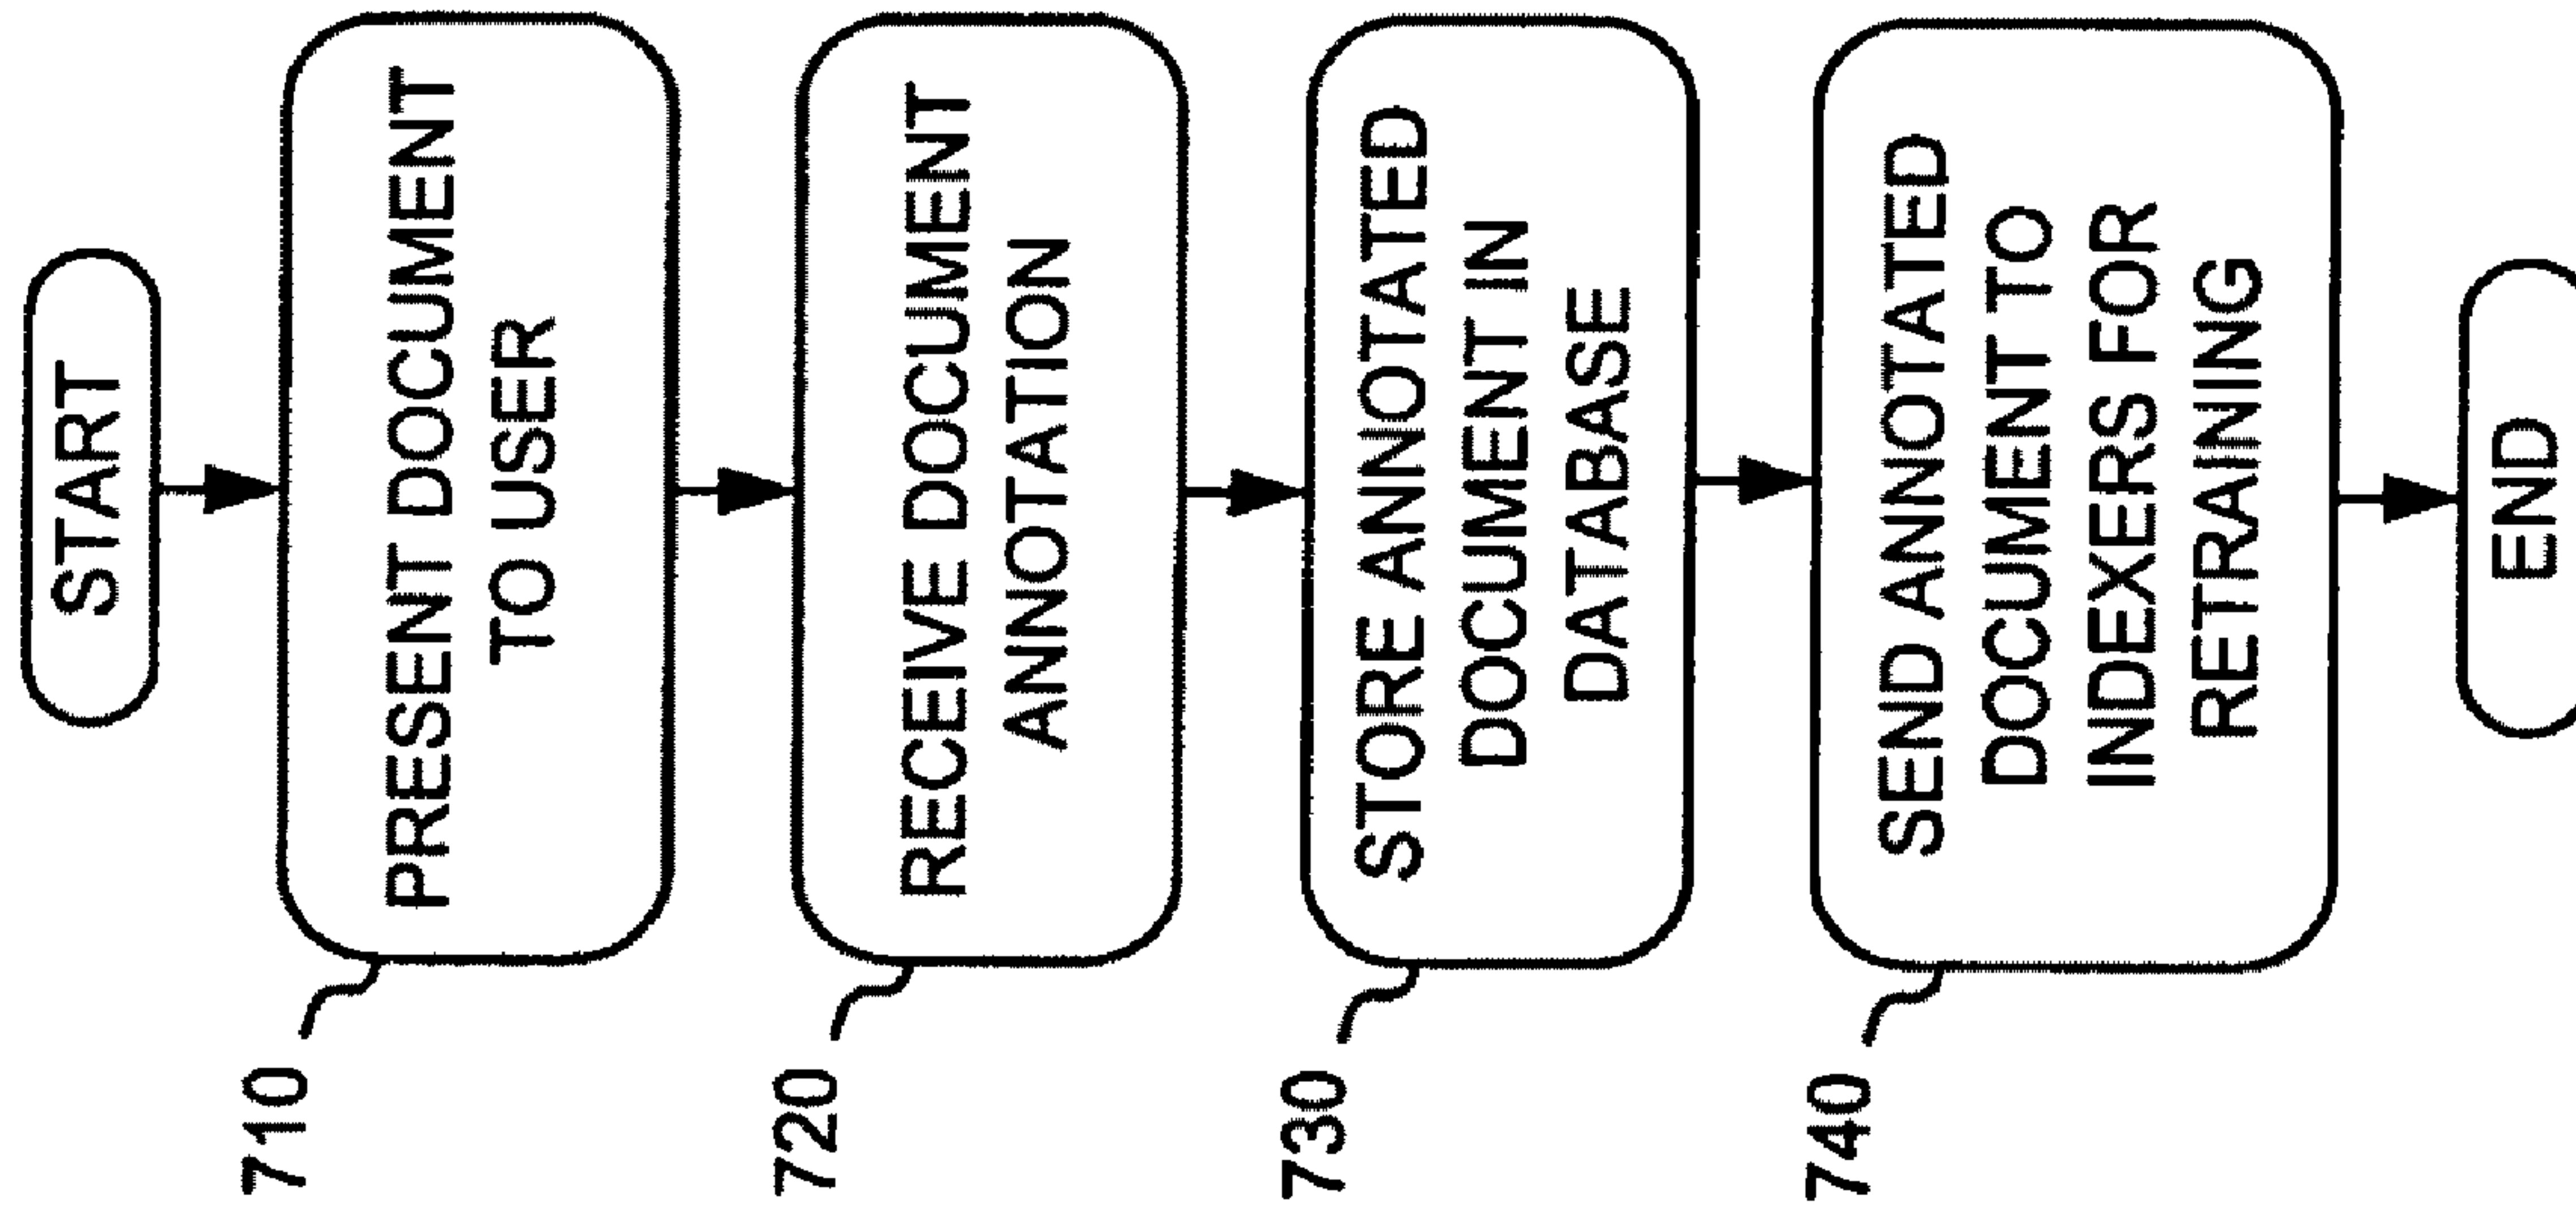 START
710
PRESENT DOCUMENT
TO USER
720
RECEIVE DOCUMENT
ANNOTATION
730
STORE ANNOTATED
DOCUMENT IN
DATABASE
740
SEND ANNOTATED
DOCUMENT TO
INDEXERS FOR
RETRAINING
END